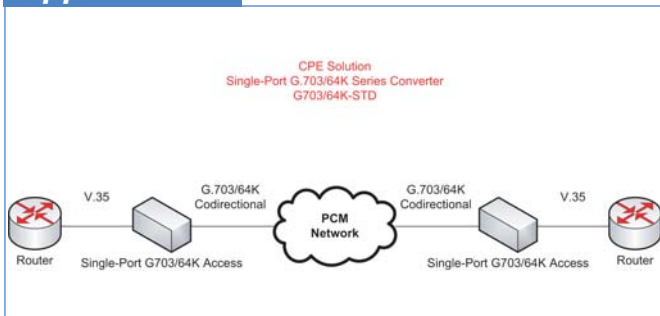 CPE Solution
Single-Port G.703/64K Series Converter
G703/64K-STD
V.35
G.703/64K
Codirectional
PCM
Network
G.703/64K
Codirectional
V.35
Router
Single-Port G703/64K Access
Single-Port G703/64K Access
Router